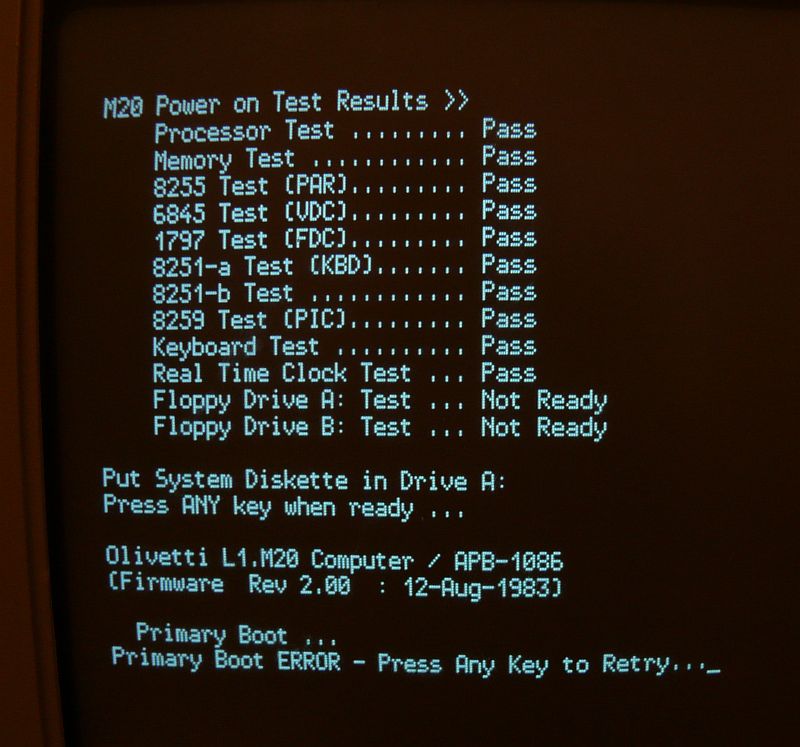 M20 Power on Test Results >>
Processor Test ......... Pass
Memory Test ............ Pass
8255 Test (PAR)......... Pass
6845 Test (VDC)......... Pass
1797 Test (FDC)......... Pass
8251-a Test (KBD)....... Pass
8251-b Test ............ Pass
8259 Test (PIC)......... Pass
Keyboard Test .......... Pass
Real Time Clock Test ... Pass
Floppy Drive A: Test ... Not Ready
Floppy Drive B: Test ... Not Ready
Put System Diskette in Drive A:
Press ANY key when ready ...
Olivetti L1.M20 Computer / APB-1086
(Firmware  Rev 2.00  : 12-Aug-1983)
Primary Boot ...
Primary Boot ERROR - Press Any Key to Retry..._